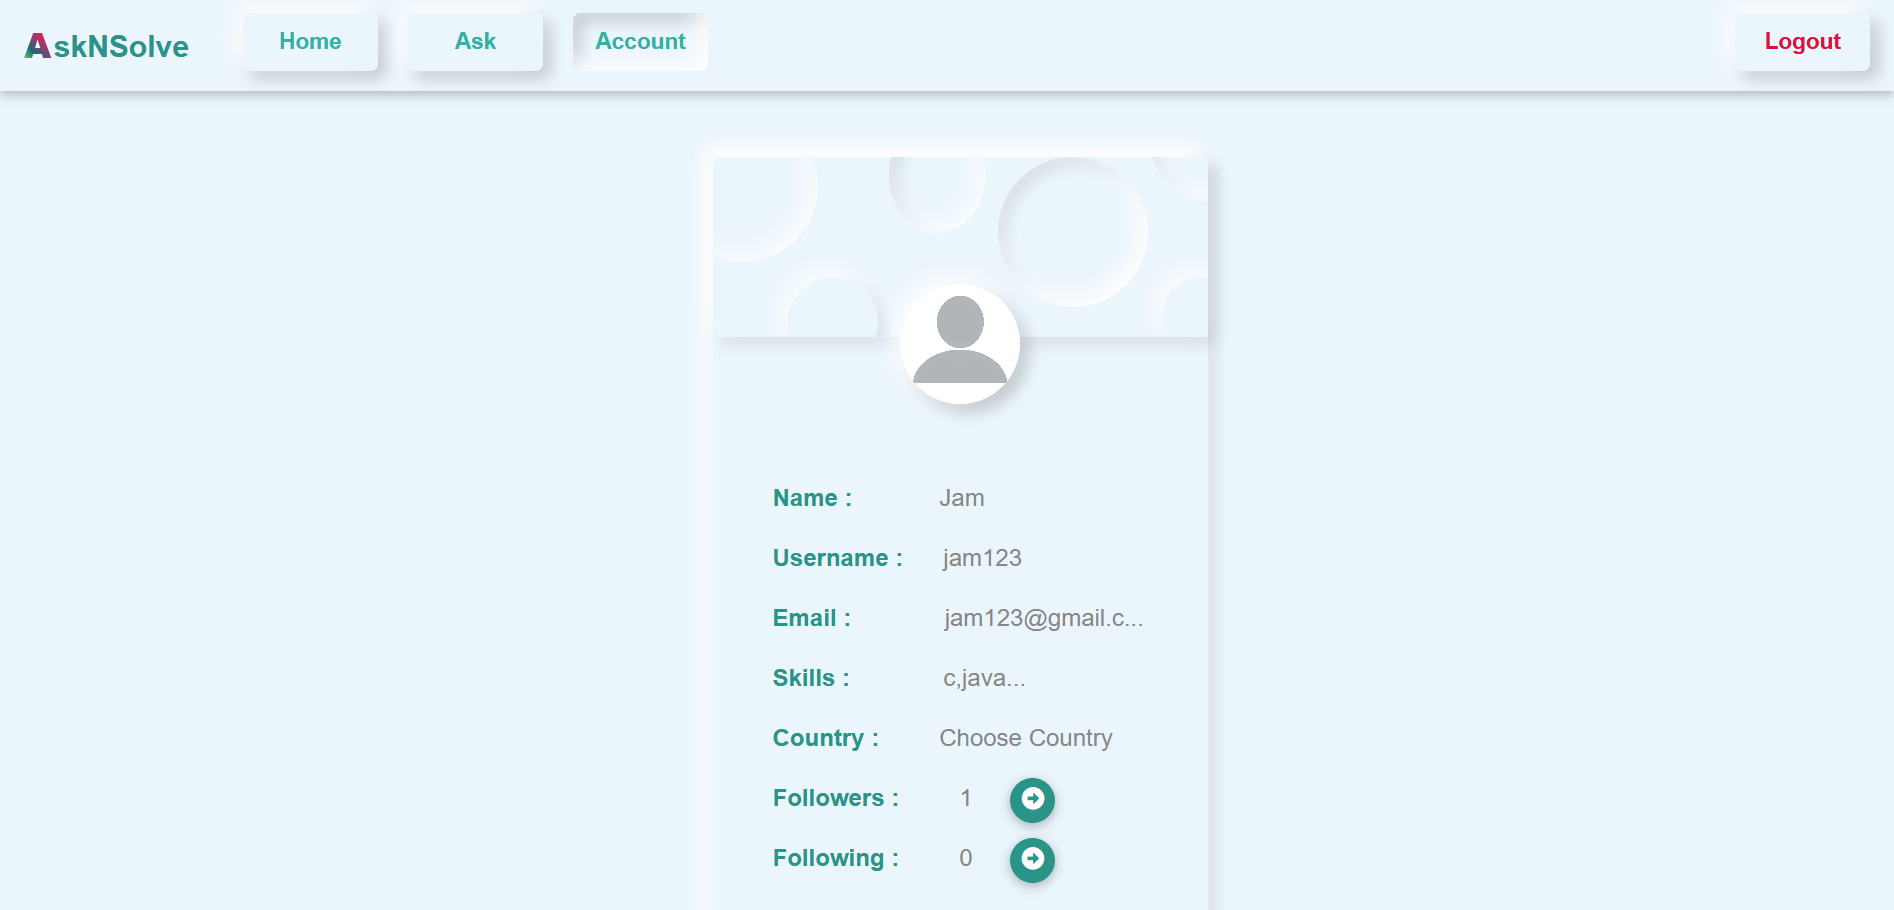 AskNSolve Home Ask Account Logout
Name : Jam
Username : jam123
Email : jam123@gmail.c...
Skills : c,java...
Country : Choose Country
Followers : 1
Following : 0